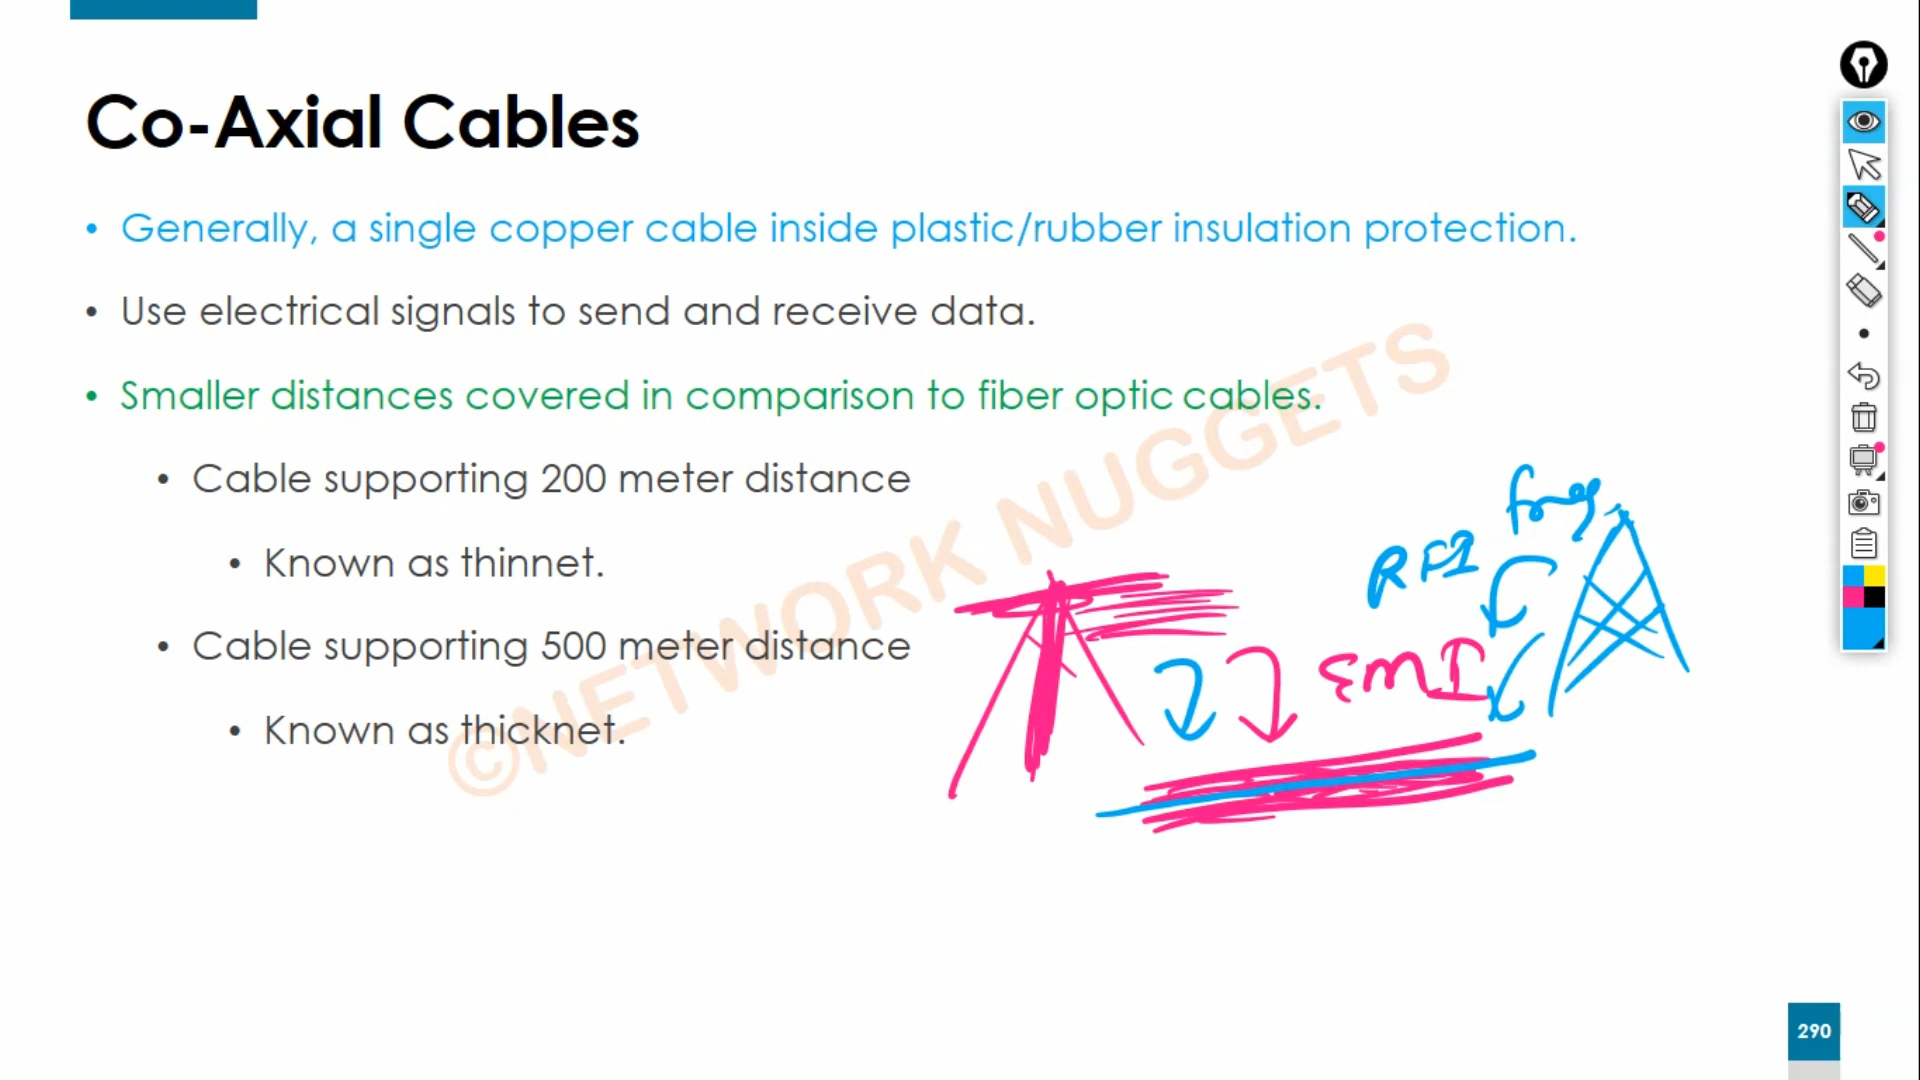 Co-Axial Cables
• Generally, a single copper cable inside plastic/rubber insulation protection.
• Use electrical signals to send and receive data.
• Smaller distances covered in comparison to fiber optic cables.
• Cable supporting 200 meter distance
• Known as thinnet.
• Cable supporting 500 meter distance
• Known as thicknet.
©NETWORK NUGGETS
freq
RFI
EMI
290